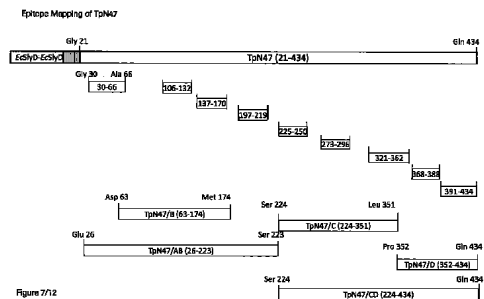 Epitope Mapping of TpN47
Gly 21
Gln 434
EcSlyD-EcSlyD
TpN47 (21-434)
Gly 30
Ala 66
30-66
106-132
137-170
197-219
225-250
273-296
321-362
368-388
391-434
Asp 63
Met 174
TpN47/B (63-174)
Ser 224
Leu 351
TpN47/C (224-351)
Glu 26
Ser 223
TpN47/AB (26-223)
Pro 352
Gln 434
TpN47/D (352-434)
Ser 224
Gln 434
TpN47/CD (224-434)
Figure 7/12